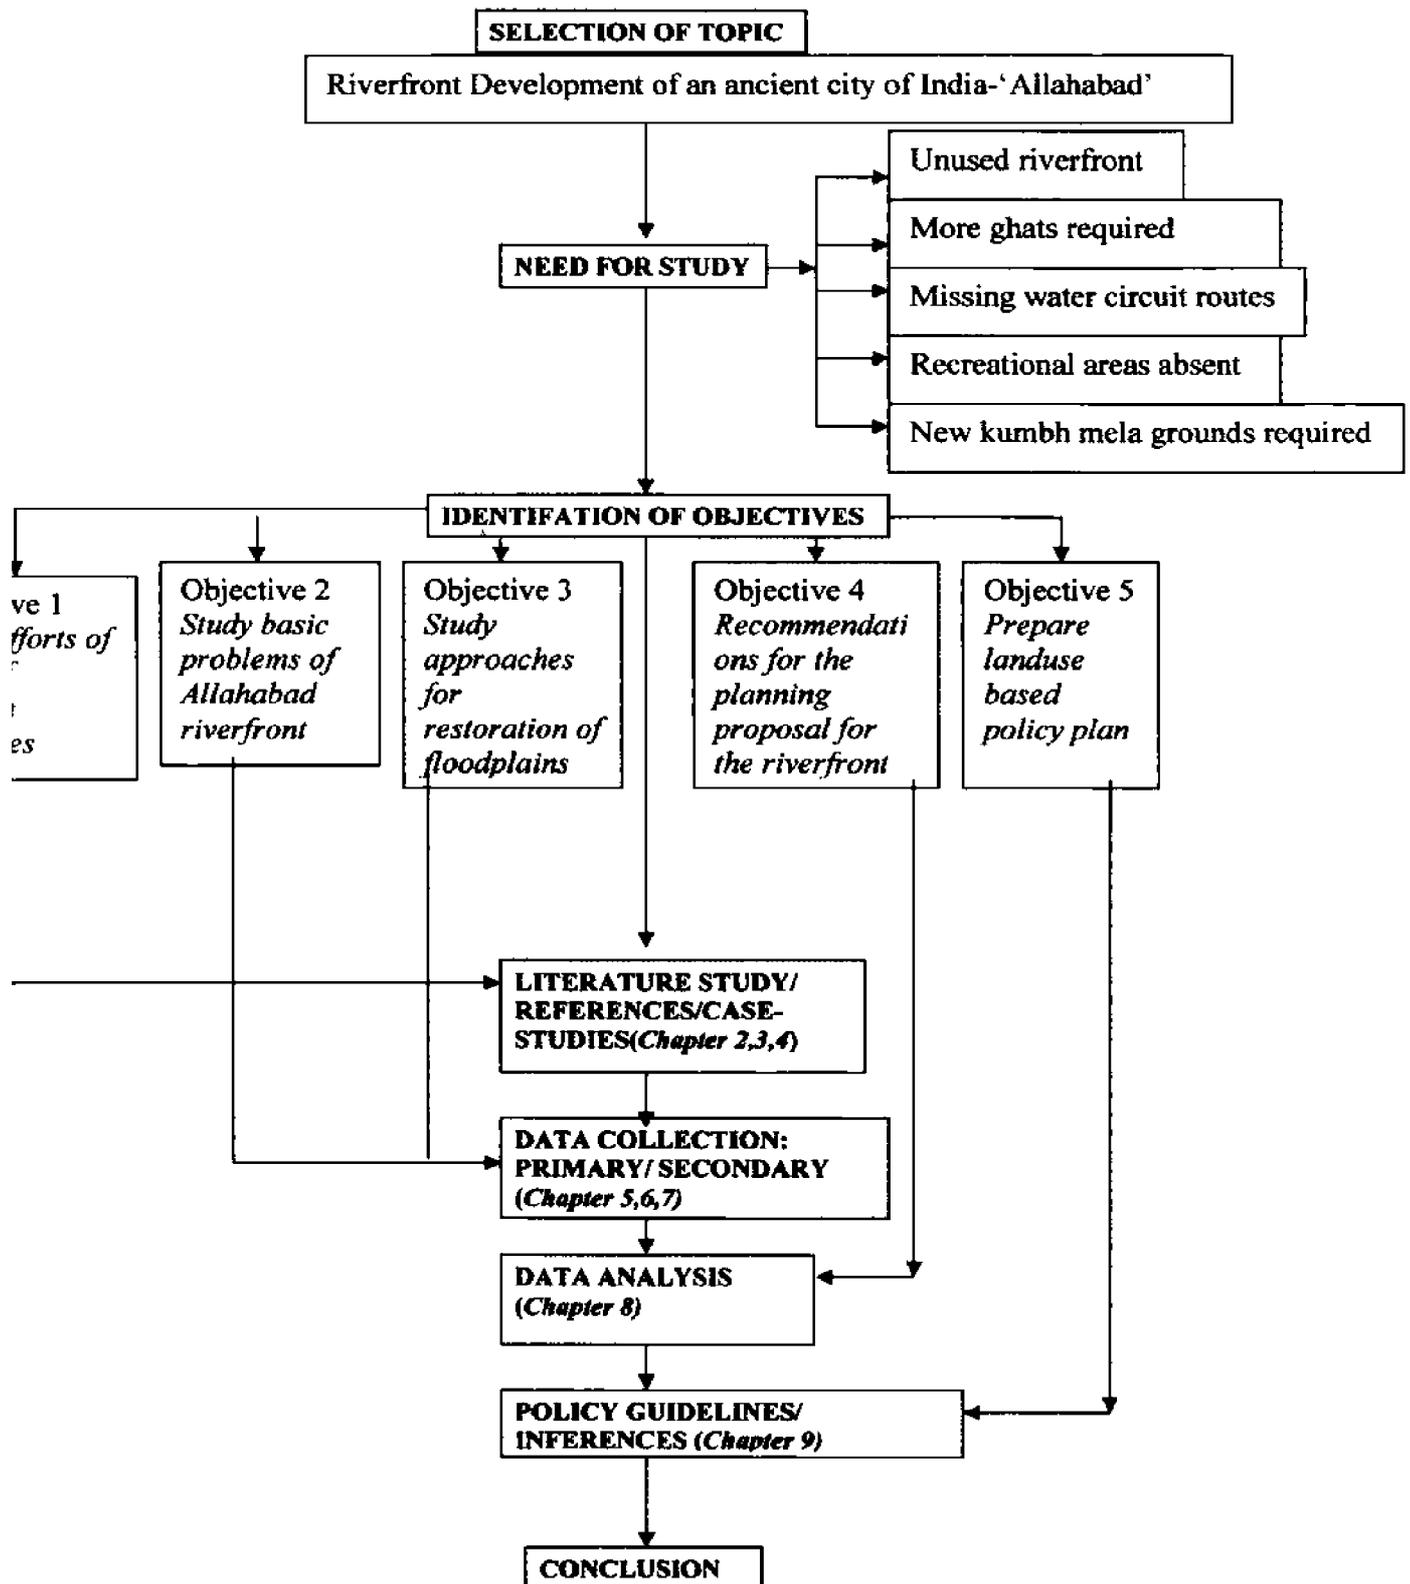 SELECTION OF TOPIC
Riverfront Development of an ancient city of India-‘Allahabad’
Unused riverfront
More ghats required
NEED FOR STUDY
Missing water circuit routes
Recreational areas absent
New kumbh mela grounds required
IDENTIFATION OF OBJECTIVES
ve 1
fforts of
es
Objective 2
Study basic
problems of
Allahabad
riverfront
Objective 3
Study
approaches
for
restoration of
floodplains
Objective 4
Recommendati
ons for the
planning
proposal for
the riverfront
Objective 5
Prepare
landuse
based
policy plan
LITERATURE STUDY/
REFERENCES/CASE-
STUDIES(Chapter 2,3,4)
DATA COLLECTION:
PRIMARY/ SECONDARY
(Chapter 5,6,7)
DATA ANALYSIS
(Chapter 8)
POLICY GUIDELINES/
INFERENCES (Chapter 9)
CONCLUSION